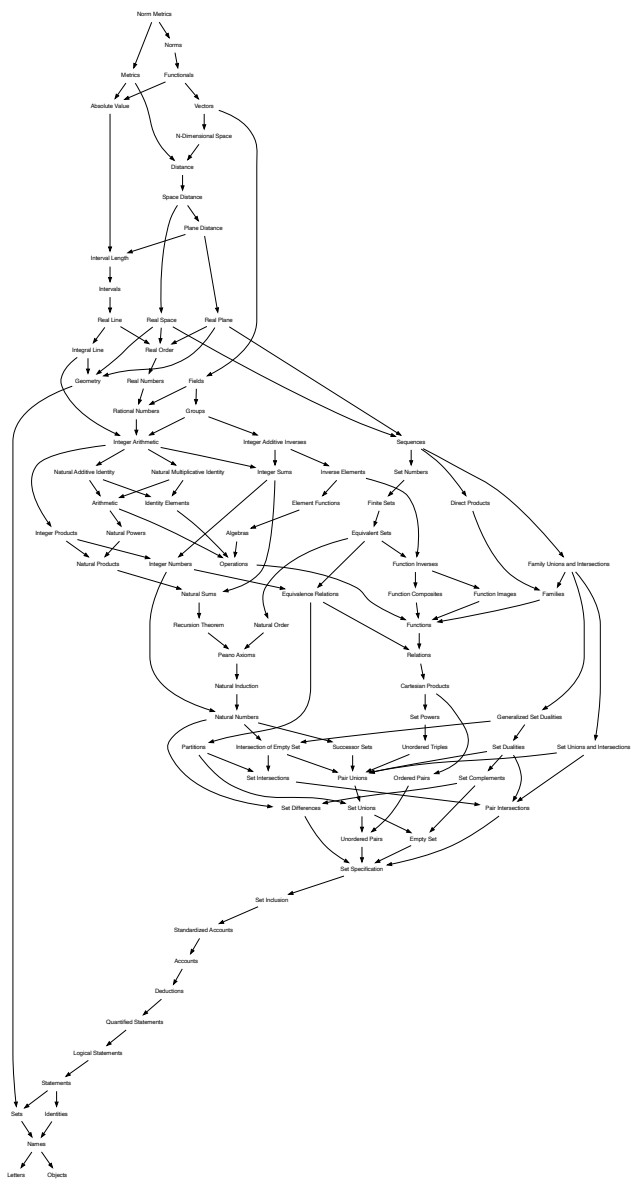 Norm Metrics
Norms
Metrics Functionals
Absolute Value Vectors
N-Dimensional Space
Distance
Space Distance
Plane Distance
Interval Length
Intervals
Real Line Real Space Real Plane
Integral Line Real Order
Geometry Real Numbers Fields
Rational Numbers Groups
Integer Arithmetic Integer Additive Inverses Sequences
Natural Additive Identity Natural Multiplicative Identity Integer Sums Inverse Elements Set Numbers
Arithmetic Identity Elements Element Functions Finite Sets Direct Products
Integer Products Natural Powers Algebras Equivalent Sets
Natural Products Integer Numbers Operations Function Inverses Family Unions and Intersections
Natural Sums Equivalence Relations Function Composites Function Images Families
Recursion Theorem Natural Order Functions
Peano Axioms Relations
Natural Induction Cartesian Products
Natural Numbers Set Powers Generalized Set Dualities
Partitions Intersection of Empty Set Successor Sets Unordered Triples Set Dualities Set Unions and Intersections
Set Intersections Pair Unions Ordered Pairs Set Complements
Set Differences Set Unions Pair Intersections
Unordered Pairs Empty Set
Set Specification
Set Inclusion
Standardized Accounts
Accounts
Deductions
Quantified Statements
Logical Statements
Statements
Sets Identities
Names
Letters Objects